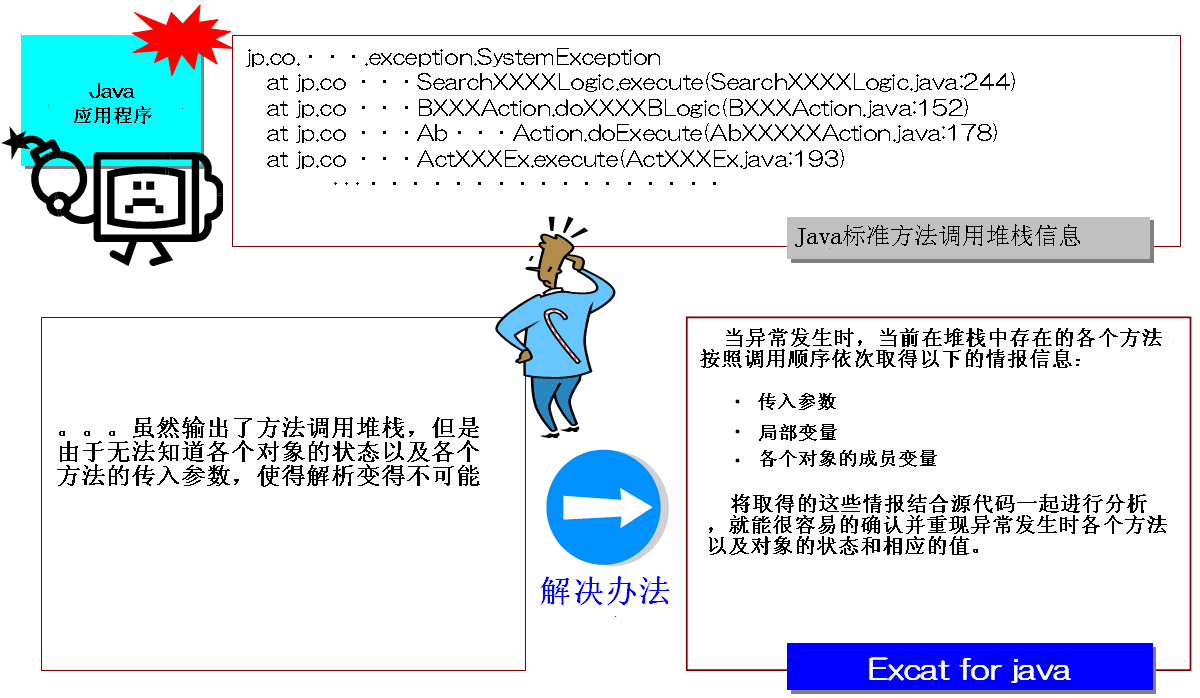 Java
应用程序
jp.co.・・・.exception.SystemException
at jp.co ・・・SearchXXXXLogic.execute(SearchXXXXLogic.java:244)
at jp.co ・・・BXXXAction.doXXXXBLogic(BXXXAction.java:152)
at jp.co ・・・Ab・・・Action.doExecute(AbXXXXXAction.java:178)
at jp.co ・・・ActXXXEx.execute(ActXXXEx.java:193)
…・・・・・・・・・・・・・・・・・・
Java标准方法调用堆栈信息
。。。虽然输出了方法调用堆栈，但是
由于无法知道各个对象的状态以及各个
方法的传入参数，使得解析变得不可能
解决办法
当异常发生时，当前在堆栈中存在的各个方法
按照调用顺序依次取得以下的情报信息：
・ 传入参数
・ 局部变量
・ 各个对象的成员变量
将取得的这些情报结合源代码一起进行分析
，就能很容易的确认并重现异常发生时各个方法
以及对象的状态和相应的值。
Excat for java